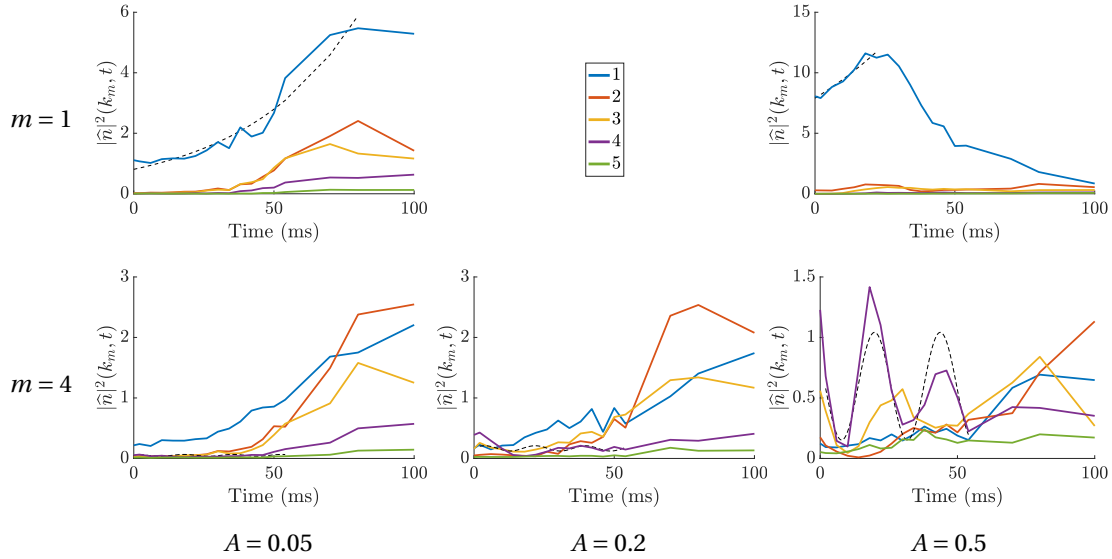 6
4
2
0
0
50
100
Time (ms)
|n̂|²(k_m, t)
m = 1
1
2
3
4
5
15
10
5
0
0
50
100
Time (ms)
|n̂|²(k_m, t)
3
2
1
0
0
50
100
Time (ms)
|n̂|²(k_m, t)
m = 4
3
2
1
0
0
50
100
Time (ms)
|n̂|²(k_m, t)
1.5
1
0.5
0
0
50
100
Time (ms)
|n̂|²(k_m, t)
A = 0.05
A = 0.2
A = 0.5